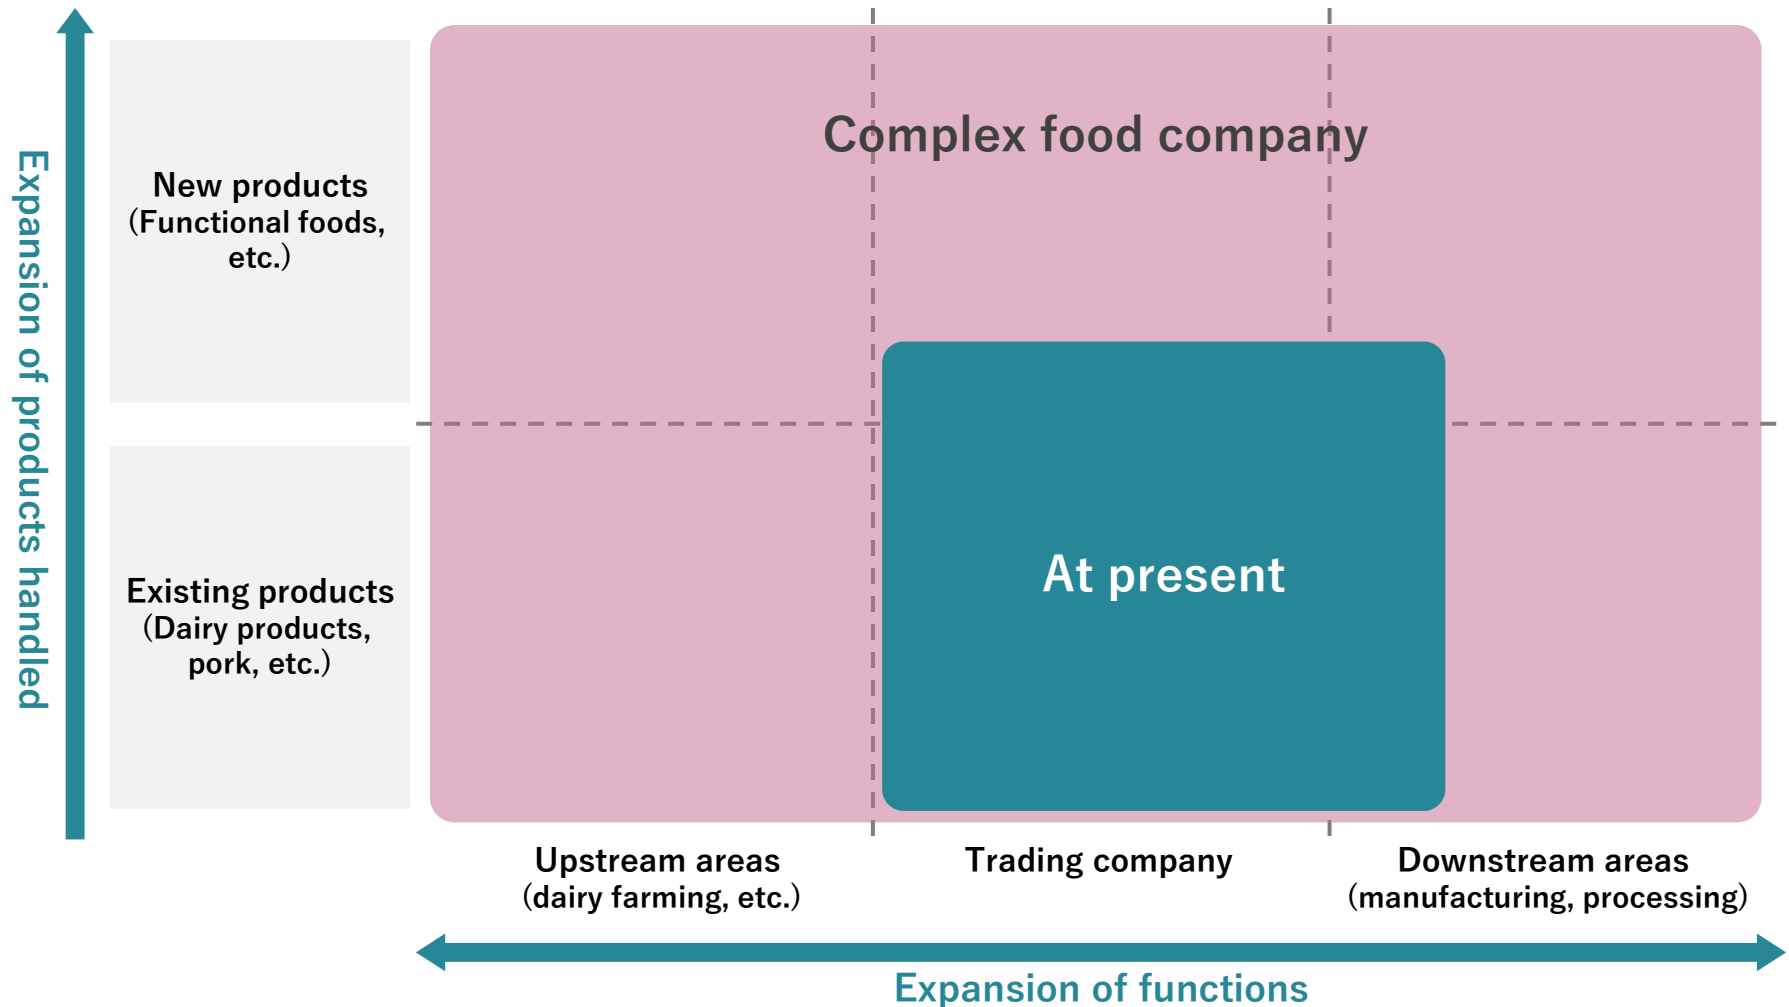 Expansion of products handled
New products
(Functional foods,
etc.)
Existing products
(Dairy products,
pork, etc.)
Complex food company
At present
Upstream areas
(dairy farming, etc.)
Trading company
Downstream areas
(manufacturing, processing)
Expansion of functions